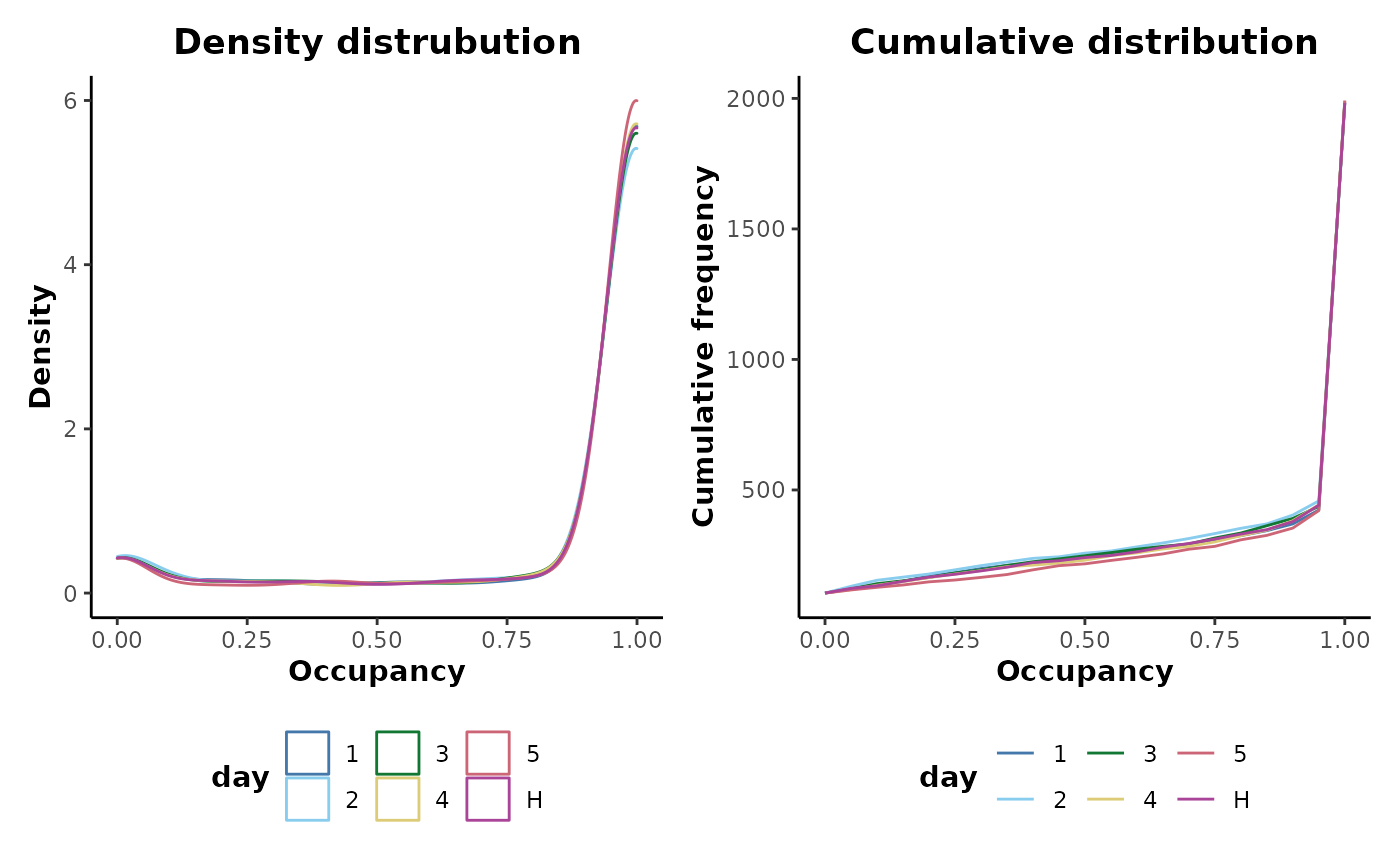 Density distrubution
Density
6
4
2
0
0.00 0.25 0.50 0.75 1.00
Occupancy
day
1 3 5
2 4 H
Cumulative distribution
Cumulative frequency
2000
1500
1000
500
0.00 0.25 0.50 0.75 1.00
Occupancy
day
1 3 5
2 4 H